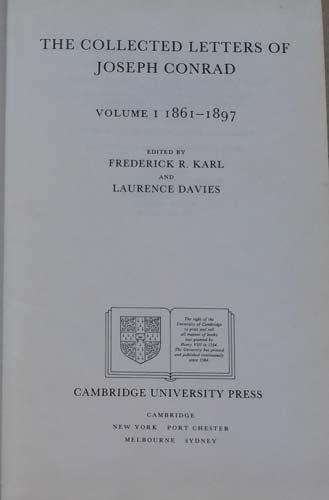 THE COLLECTED LETTERS OF
JOSEPH CONRAD
VOLUME I 1861–1897
EDITED BY
FREDERICK R. KARL
AND
LAURENCE DAVIES
The right of the
University of Cambridge
to print and sell
all manner of books
was granted by
Henry VIII in 1534.
The University has printed
and published continuously
since 1584.
CAMBRIDGE UNIVERSITY PRESS
CAMBRIDGE
NEW YORK PORT CHESTER
MELBOURNE SYDNEY